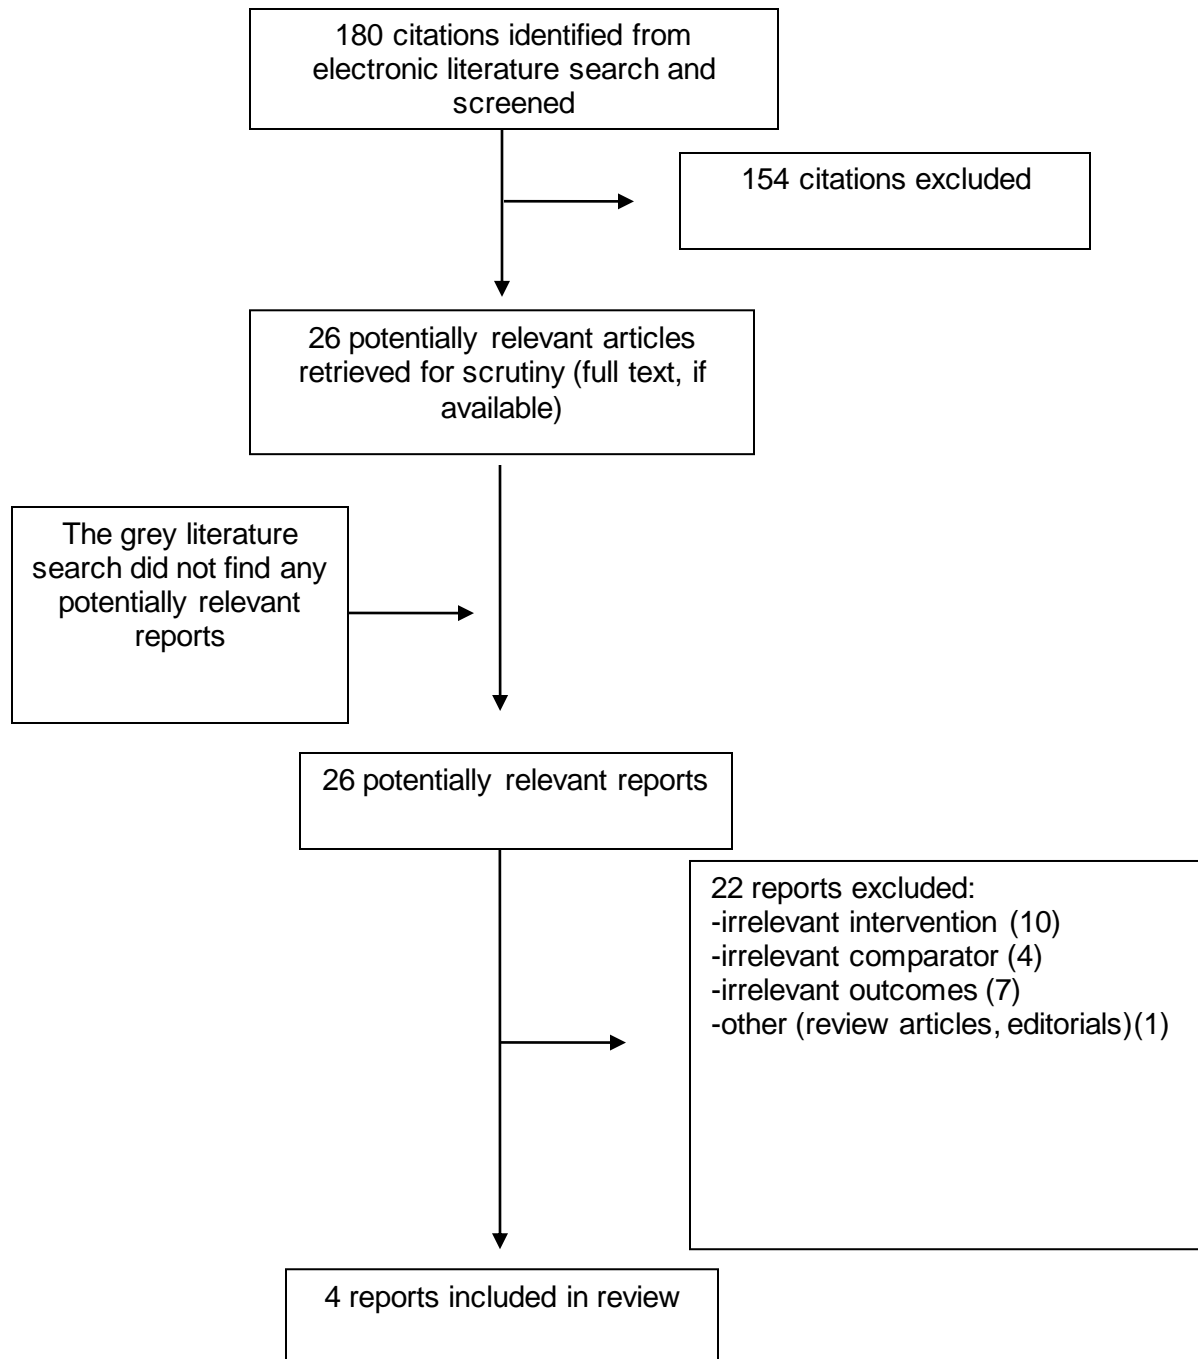 180 citations identified from
electronic literature search and
screened
154 citations excluded
26 potentially relevant articles
retrieved for scrutiny (full text, if
available)
The grey literature
search did not find any
potentially relevant
reports
26 potentially relevant reports
22 reports excluded:
-irrelevant intervention (10)
-irrelevant comparator (4)
-irrelevant outcomes (7)
-other (review articles, editorials)(1)
4 reports included in review